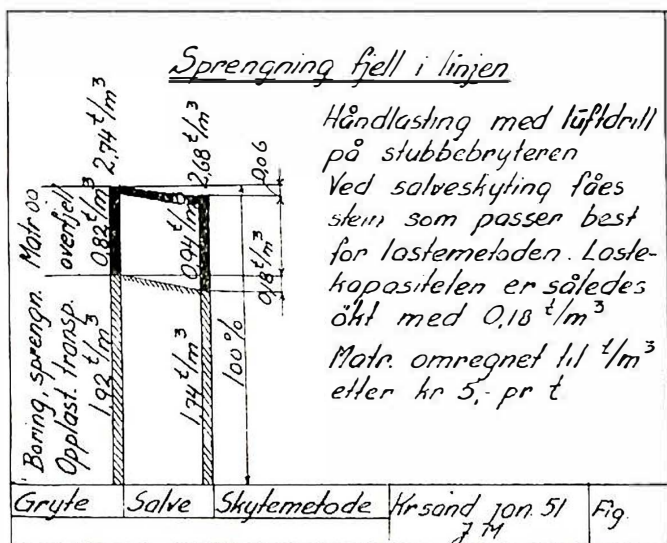 Sprengning fjell i linjen
Håndlasting med luftdrill
på stubbebryteren
Ved salveskyting fåes
stein som passer best
for lastemetoden. Laste-
kapasitelen er således
økt med 0,18 t/m³
Matr. omregnet til t/m³
etter kr 5,- pr t
2,74 t/m³
2,68 t/m³
0,06
Matr oo
overfjell
0,82 t/m³
0,94 t/m³
0,18 t/m³
Boring, sprengn.
Opplast. transp.
1,92 t/m³
1,74 t/m³
100 %
Gryte Salve Skytemetode Krsand jan. 51 Fig.
J M